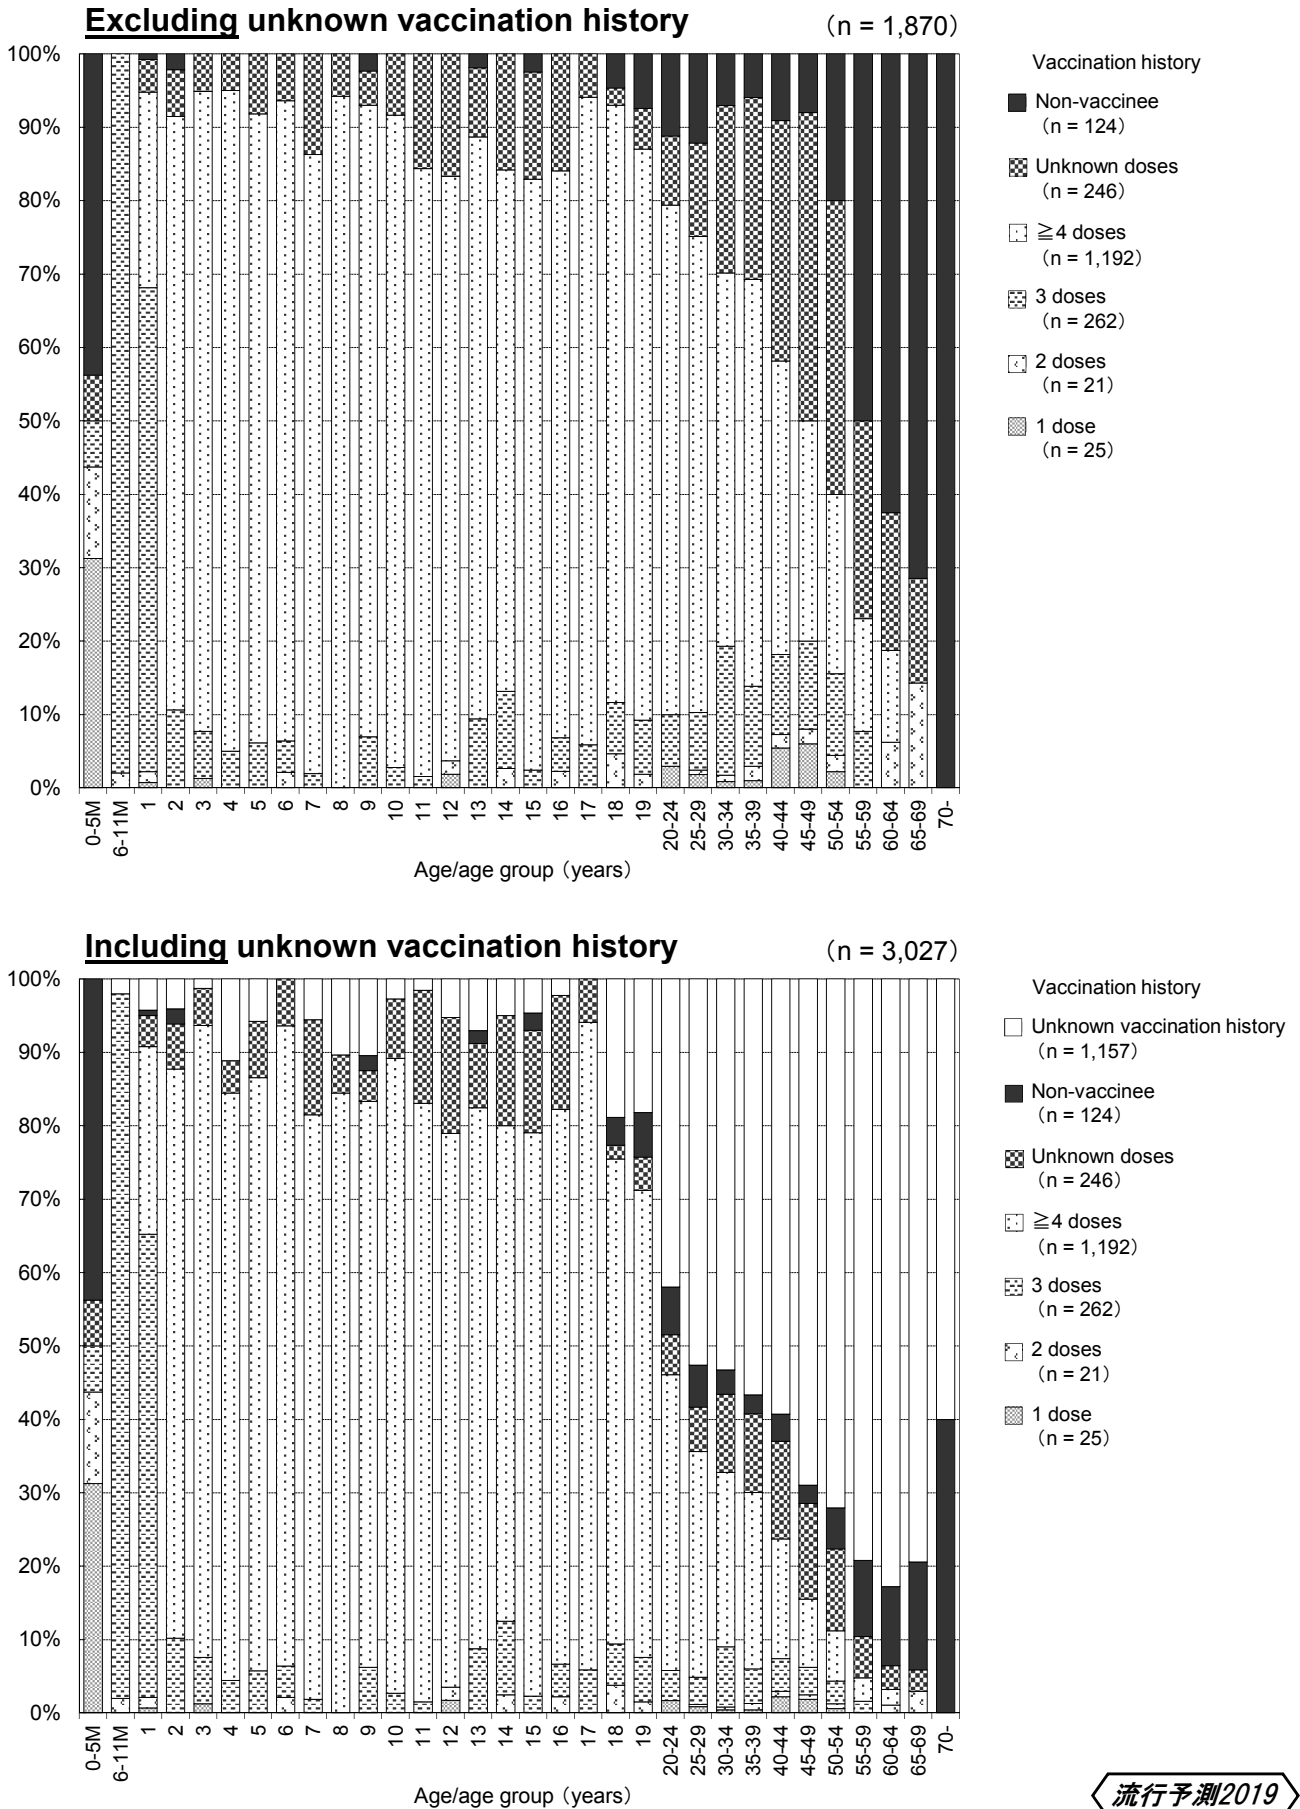 Excluding unknown vaccination history
（n = 1,870）
100%
90%
80%
70%
60%
50%
40%
30%
20%
10%
0%
0-5M
6-11M
1
2
3
4
5
6
7
8
9
10
11
12
13
14
15
16
17
18
19
20-24
25-29
30-34
35-39
40-44
45-49
50-54
55-59
60-64
65-69
70-
Age/age group（years）
Vaccination history
Non-vaccinee
（n = 124）
Unknown doses
（n = 246）
≧4 doses
（n = 1,192）
3 doses
（n = 262）
2 doses
（n = 21）
1 dose
（n = 25）
Including unknown vaccination history
（n = 3,027）
100%
90%
80%
70%
60%
50%
40%
30%
20%
10%
0%
0-5M
6-11M
1
2
3
4
5
6
7
8
9
10
11
12
13
14
15
16
17
18
19
20-24
25-29
30-34
35-39
40-44
45-49
50-54
55-59
60-64
65-69
70-
Age/age group（years）
Vaccination history
Unknown vaccination history
（n = 1,157）
Non-vaccinee
（n = 124）
Unknown doses
（n = 246）
≧4 doses
（n = 1,192）
3 doses
（n = 262）
2 doses
（n = 21）
1 dose
（n = 25）
流行予測2019